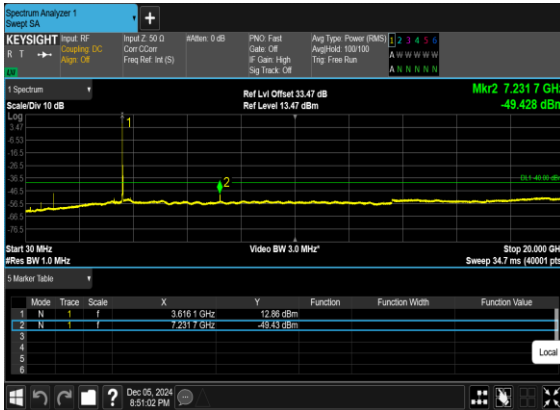 Spectrum Analyzer 1
Swept SA
+
KEYSIGHT Input: RF Input Z: 50 Ω #Atten: 0 dB PNO: Fast Avg Type: Power (RMS) 1 2 3 4 5 6
R T Coupling: DC Corr CCorr Gate: Off Avg|Hold: 100/100 A W W W W W
Align: Off Freq Ref: Int (S) IF Gain: High Trig: Free Run
Sig Track: Off A N N N N N
LXI
1 Spectrum Ref Lvl Offset 33.47 dB Mkr2 7.231 7 GHz
Scale/Div 10 dB Ref Level 13.47 dBm -49.428 dBm
Log
3.47
-6.53
-16.5
-26.5
-36.5
-46.5
-56.5
-66.5
-76.5
1
2
DL1 -40.00 dBm
Start 30 MHz Video BW 3.0 MHz* Stop 20.000 GHz
#Res BW 1.0 MHz Sweep 34.7 ms (40001 pts)
5 Marker Table
Mode Trace Scale X Y Function Function Width Function Value
1 N 1 f 3.616 1 GHz 12.86 dBm
2 N 1 f 7.231 7 GHz -49.43 dBm
3
4
5
6
Local
? Dec 05, 2024
8:51:02 PM